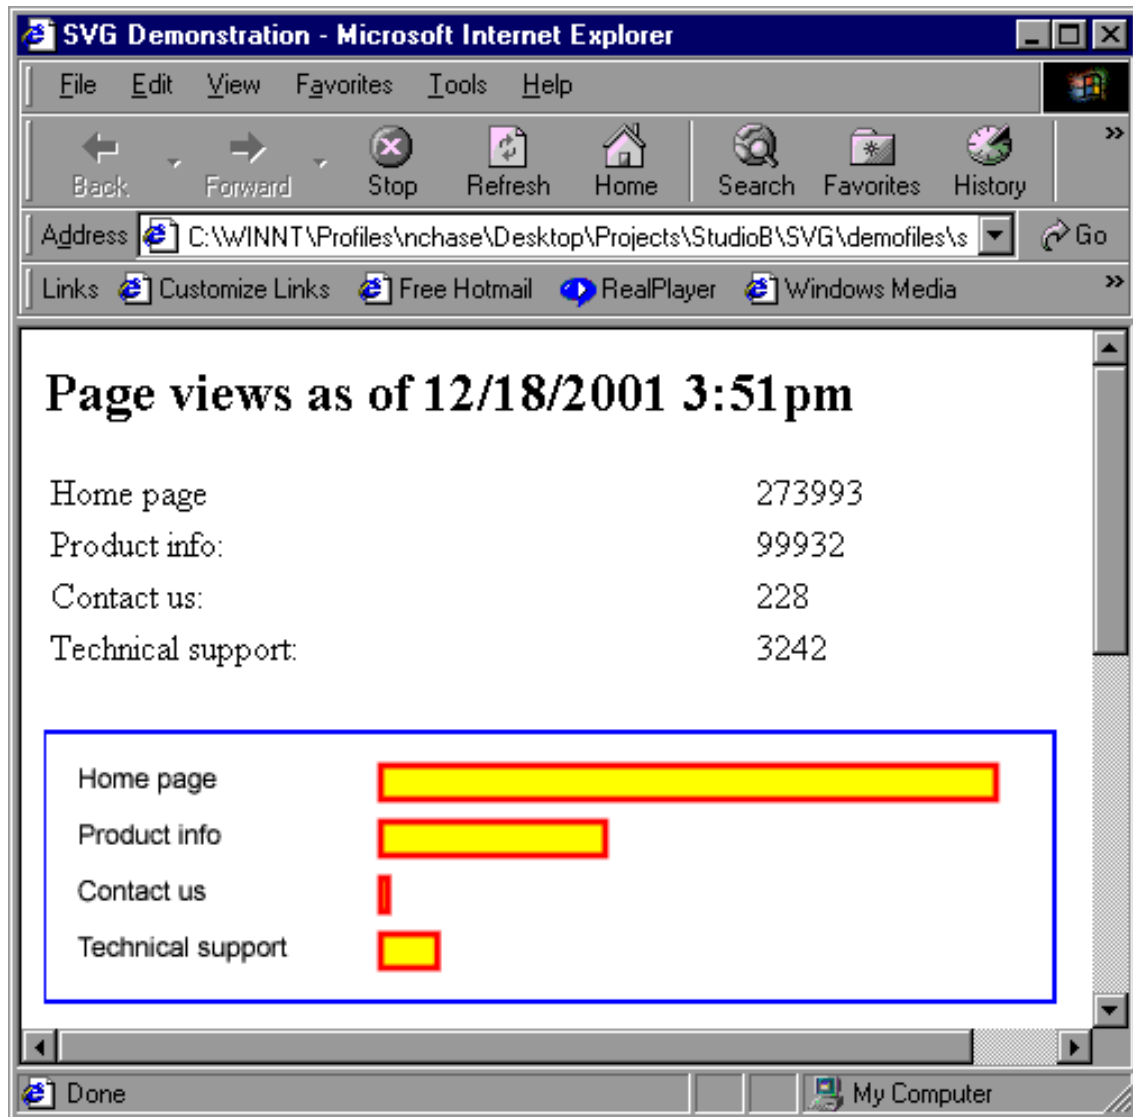 SVG Demonstration - Microsoft Internet Explorer
File Edit View Favorites Tools Help
Back Forward Stop Refresh Home Search Favorites History »
Address C:\WINNT\Profiles\nchase\Desktop\Projects\StudioB\SVG\demofiles\s Go
Links Customize Links Free Hotmail RealPlayer Windows Media »
Page views as of 12/18/2001 3:51pm
Home page 273993
Product info: 99932
Contact us: 228
Technical support: 3242
Home page
Product info
Contact us
Technical support
Done My Computer